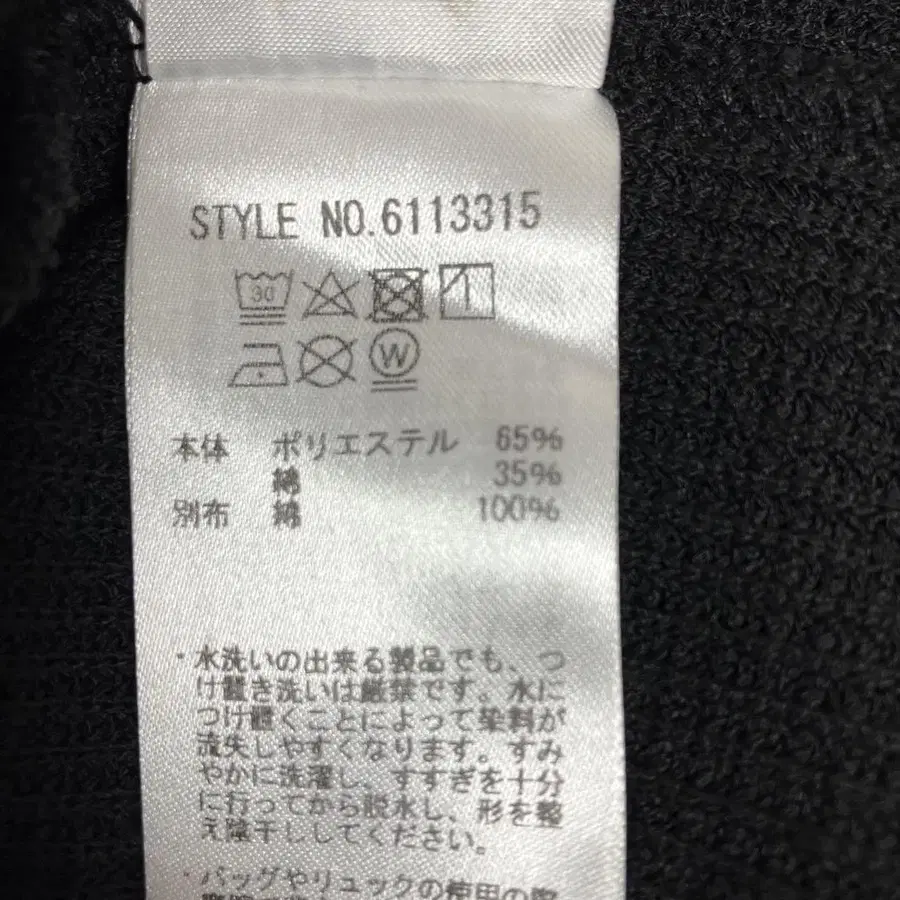 STYLE NO.6113315
30
W
本体 ポリエステル 65%
綿 35%
別布 綿 100%
・水洗いの出来る製品でも、つ
け置き洗いは厳禁です。水に
つけ置くことによって染料が
流失しやすくなります。すみ
やかに洗濯し、すすぎを十分
に行ってから脱水し、形を整
え陰干ししてください。
・バッグやリュックの使用の際